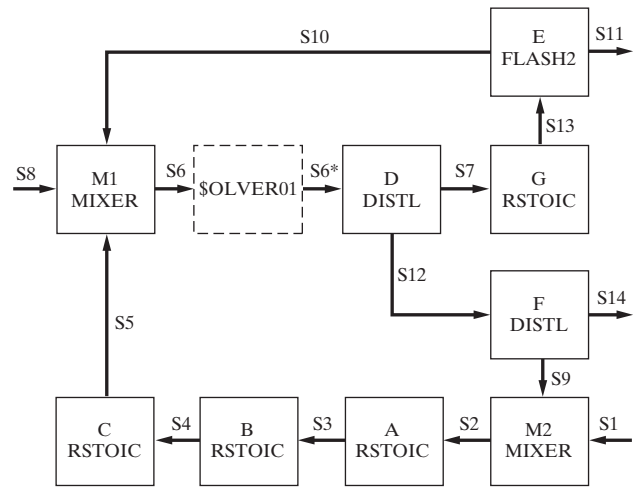 S10
E
FLASH2
S11
S13
S8
M1
MIXER
S6
$OLVER01
S6*
D
DISTL
S7
G
RSTOIC
S12
F
DISTL
S14
S5
S9
C
RSTOIC
S4
B
RSTOIC
S3
A
RSTOIC
S2
M2
MIXER
S1